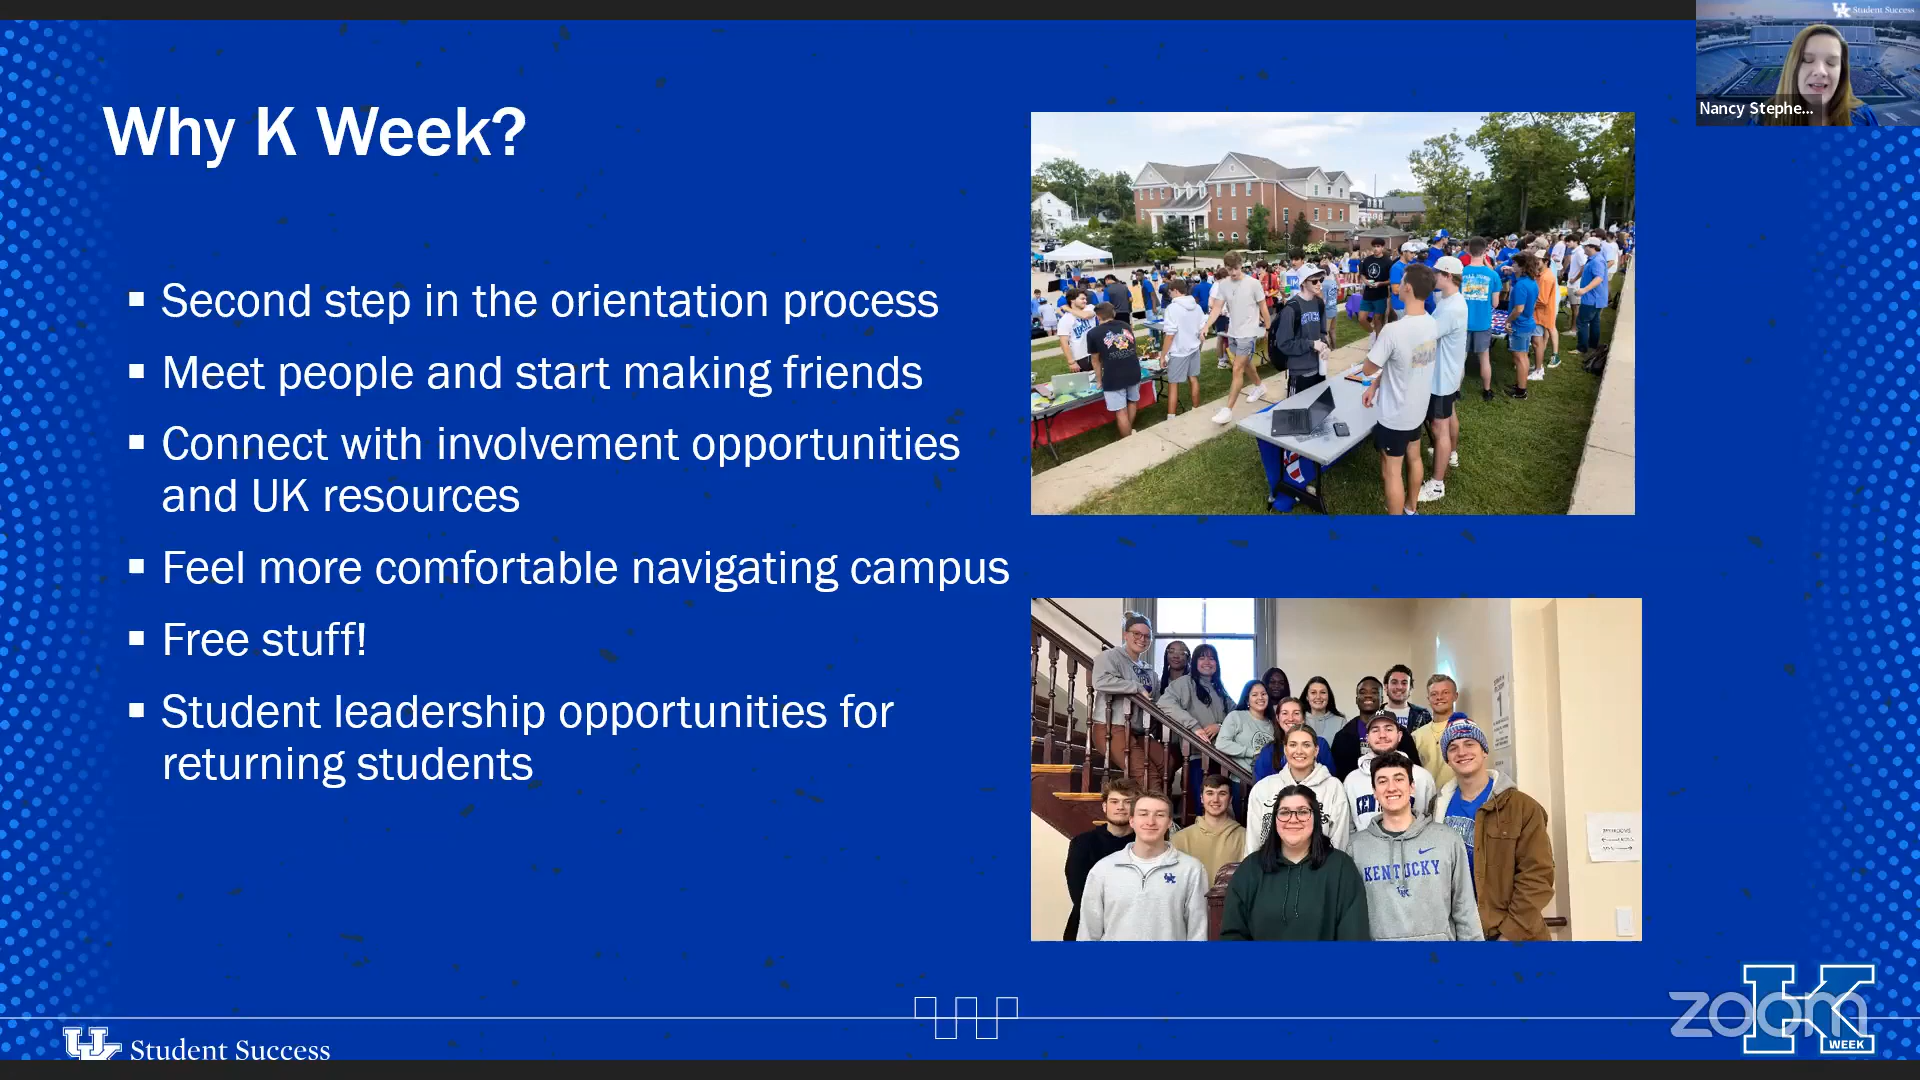 Why K Week?
Second step in the orientation process
Meet people and start making friends
Connect with involvement opportunities
and UK resources
Feel more comfortable navigating campus
Free stuff!
Student leadership opportunities for
returning students
UK Student Success
Nancy Stephe...
KENTUCKY
UK Student Success
zoom
K
WEEK